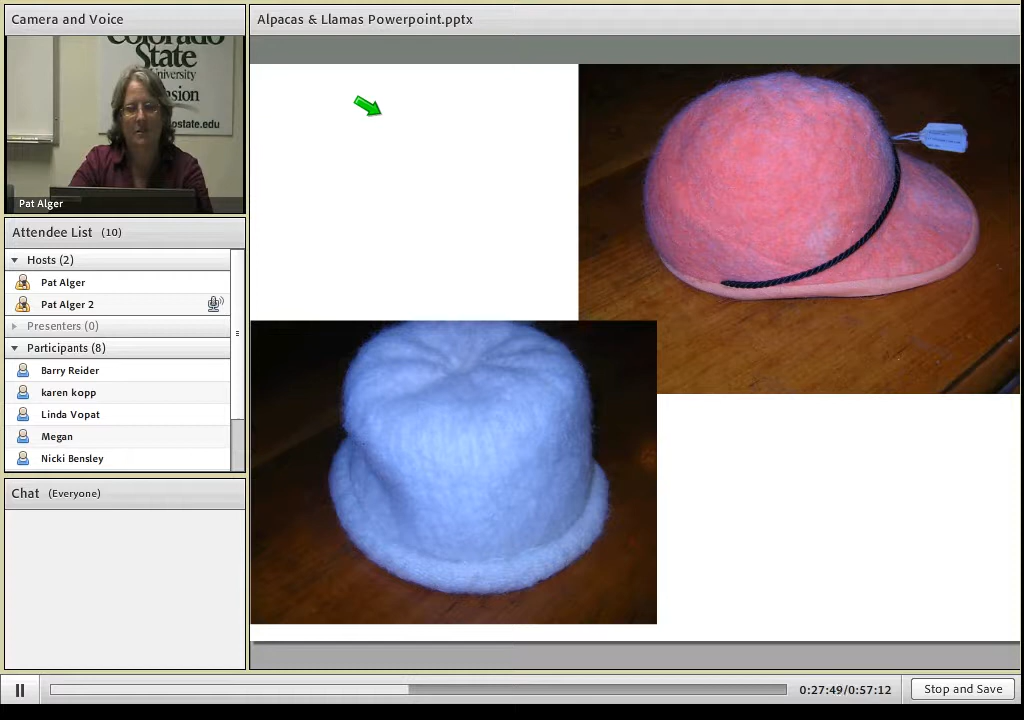 Camera and Voice
Alpacas & Llamas Powerpoint.pptx
Colorado
State
University
ostate.edu
Pat Alger
Attendee List (10)
Hosts (2)
Pat Alger
Pat Alger 2
Presenters (0)
Participants (8)
Barry Reider
karen kopp
Linda Vopat
Megan
Nicki Bensley
Chat (Everyone)
0:27:49/0:57:12
Stop and Save